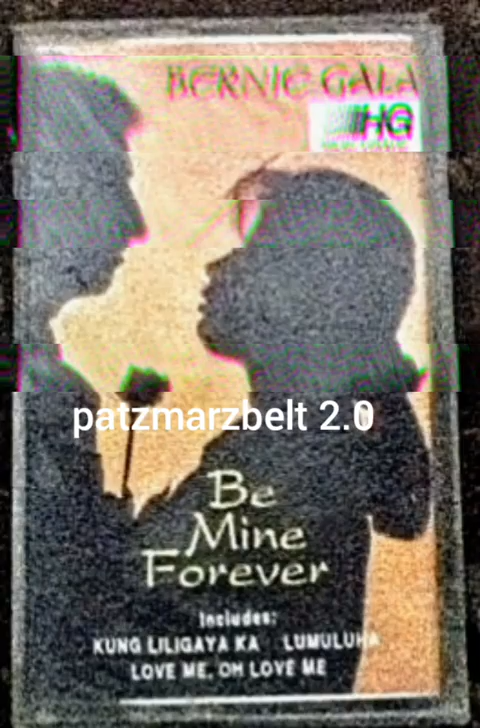 BERNIE GALA
HG
patzmarzbelt 2.0
Be
Mine
Forever
Includes:
KUNG LILIGAYA KA LUMULUHA
LOVE ME, OH LOVE ME